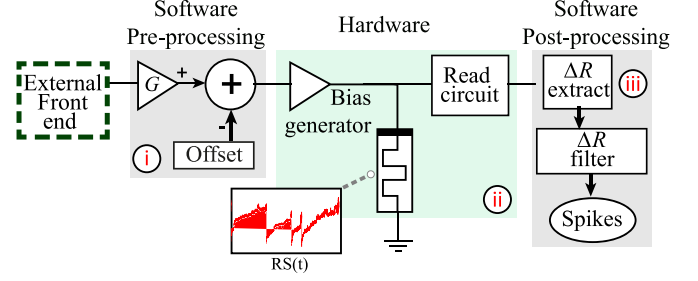 Software
Pre-processing
Hardware
Software
Post-processing
External
Front
end
G
+
+
-
Offset
i
Bias
generator
Read
circuit
ii
RS(t)
ΔR
extract
iii
ΔR
filter
Spikes